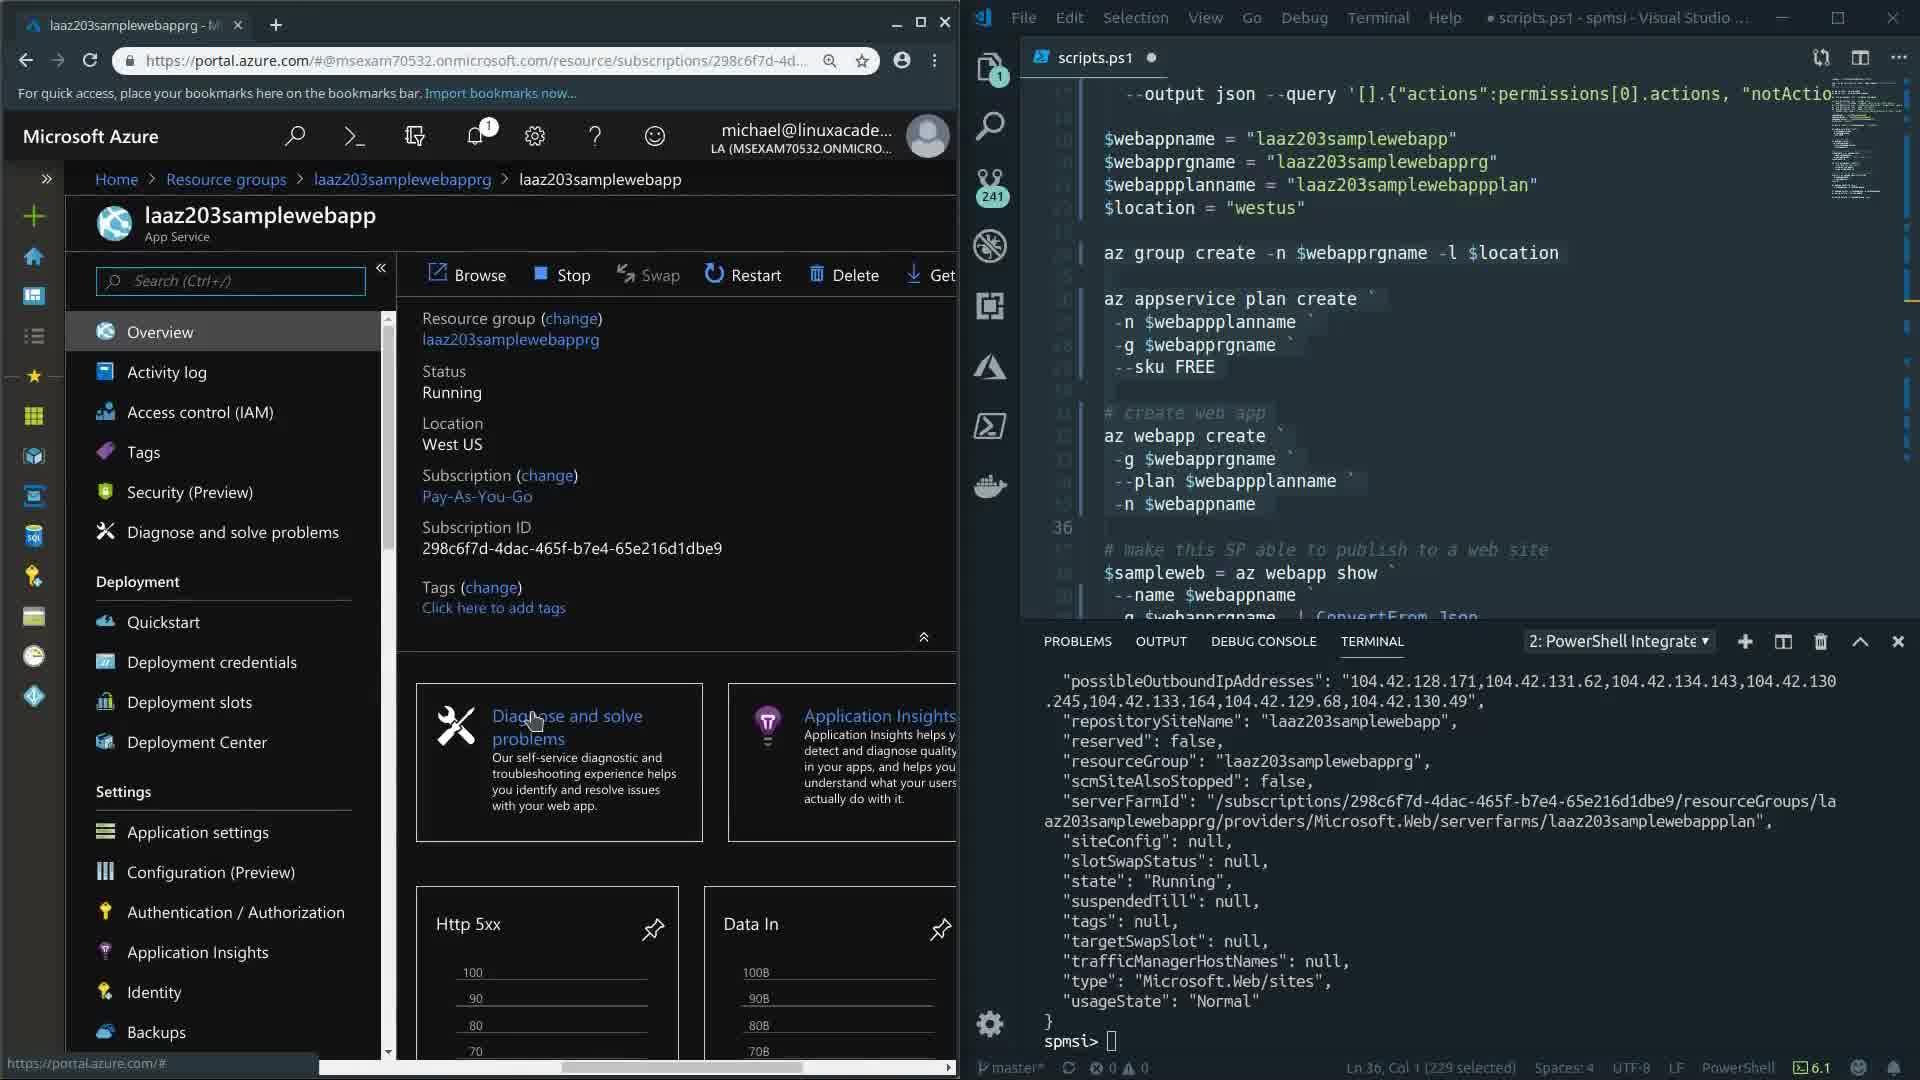 laaz203samplewebapprg - M
https://portal.azure.com/#@msexam70532.onmicrosoft.com/resource/subscriptions/298c6f7d-4d...
For quick access, place your bookmarks here on the bookmarks bar. Import bookmarks now...
Microsoft Azure
1
michael@linuxacade...
LA (MSEXAM70532.ONMICRO...
Home > Resource groups > laaz203samplewebapprg > laaz203samplewebapp
laaz203samplewebapp
App Service
Search (Ctrl+/)
Overview
Activity log
Access control (IAM)
Tags
Security (Preview)
Diagnose and solve problems
Deployment
Quickstart
Deployment credentials
Deployment slots
Deployment Center
Settings
Application settings
Configuration (Preview)
Authentication / Authorization
Application Insights
Identity
Backups
https://portal.azure.com/#
Browse Stop Swap Restart Delete Get
Resource group (change)
laaz203samplewebapprg
Status
Running
Location
West US
Subscription (change)
Pay-As-You-Go
Subscription ID
298c6f7d-4dac-465f-b7e4-65e216d1dbe9
Tags (change)
Click here to add tags
Diagnose and solve
problems
Our self-service diagnostic and
troubleshooting experience helps
you identify and resolve issues
with your web app.
Application Insights
Application Insights helps y
detect and diagnose quality
in your apps, and helps you
understand what your users
actually do with it.
Http 5xx
100
90
80
70
Data In
100B
90B
80B
70B
SQL
File Edit Selection View Go Debug Terminal Help ● scripts.ps1 - spmsi - Visual Studio ...
1
241
scripts.ps1
--output json --query '[].{"actions":permissions[0].actions, "notActio
$webappname = "laaz203samplewebapp"
$webapprgname = "laaz203samplewebapprg"
$webappplanname = "laaz203samplewebappplan"
$location = "westus"
az group create -n $webapprgname -l $location
az appservice plan create `
-n $webappplanname `
-g $webapprgname `
--sku FREE
# create web app
az webapp create `
-g $webapprgname `
--plan $webappplanname `
-n $webappname
36
# make this SP able to publish to a web site
$sampleweb = az webapp show `
--name $webappname `
-g $webapprgname | ConvertFrom-Json
PROBLEMS OUTPUT DEBUG CONSOLE TERMINAL 2: PowerShell Integrate
"possibleOutboundIpAddresses": "104.42.128.171,104.42.131.62,104.42.134.143,104.42.130
.245,104.42.133.164,104.42.129.68,104.42.130.49",
"repositorySiteName": "laaz203samplewebapp",
"reserved": false,
"resourceGroup": "laaz203samplewebapprg",
"scmSiteAlsoStopped": false,
"serverFarmId": "/subscriptions/298c6f7d-4dac-465f-b7e4-65e216d1dbe9/resourceGroups/la
az203samplewebapprg/providers/Microsoft.Web/serverfarms/laaz203samplewebappplan",
"siteConfig": null,
"slotSwapStatus": null,
"state": "Running",
"suspendedTill": null,
"tags": null,
"targetSwapSlot": null,
"trafficManagerHostNames": null,
"type": "Microsoft.Web/sites",
"usageState": "Normal"
}
spmsi>
master* 0 0 Ln 36, Col 1 (229 selected) Spaces: 4 UTF-8 LF PowerShell 6.1